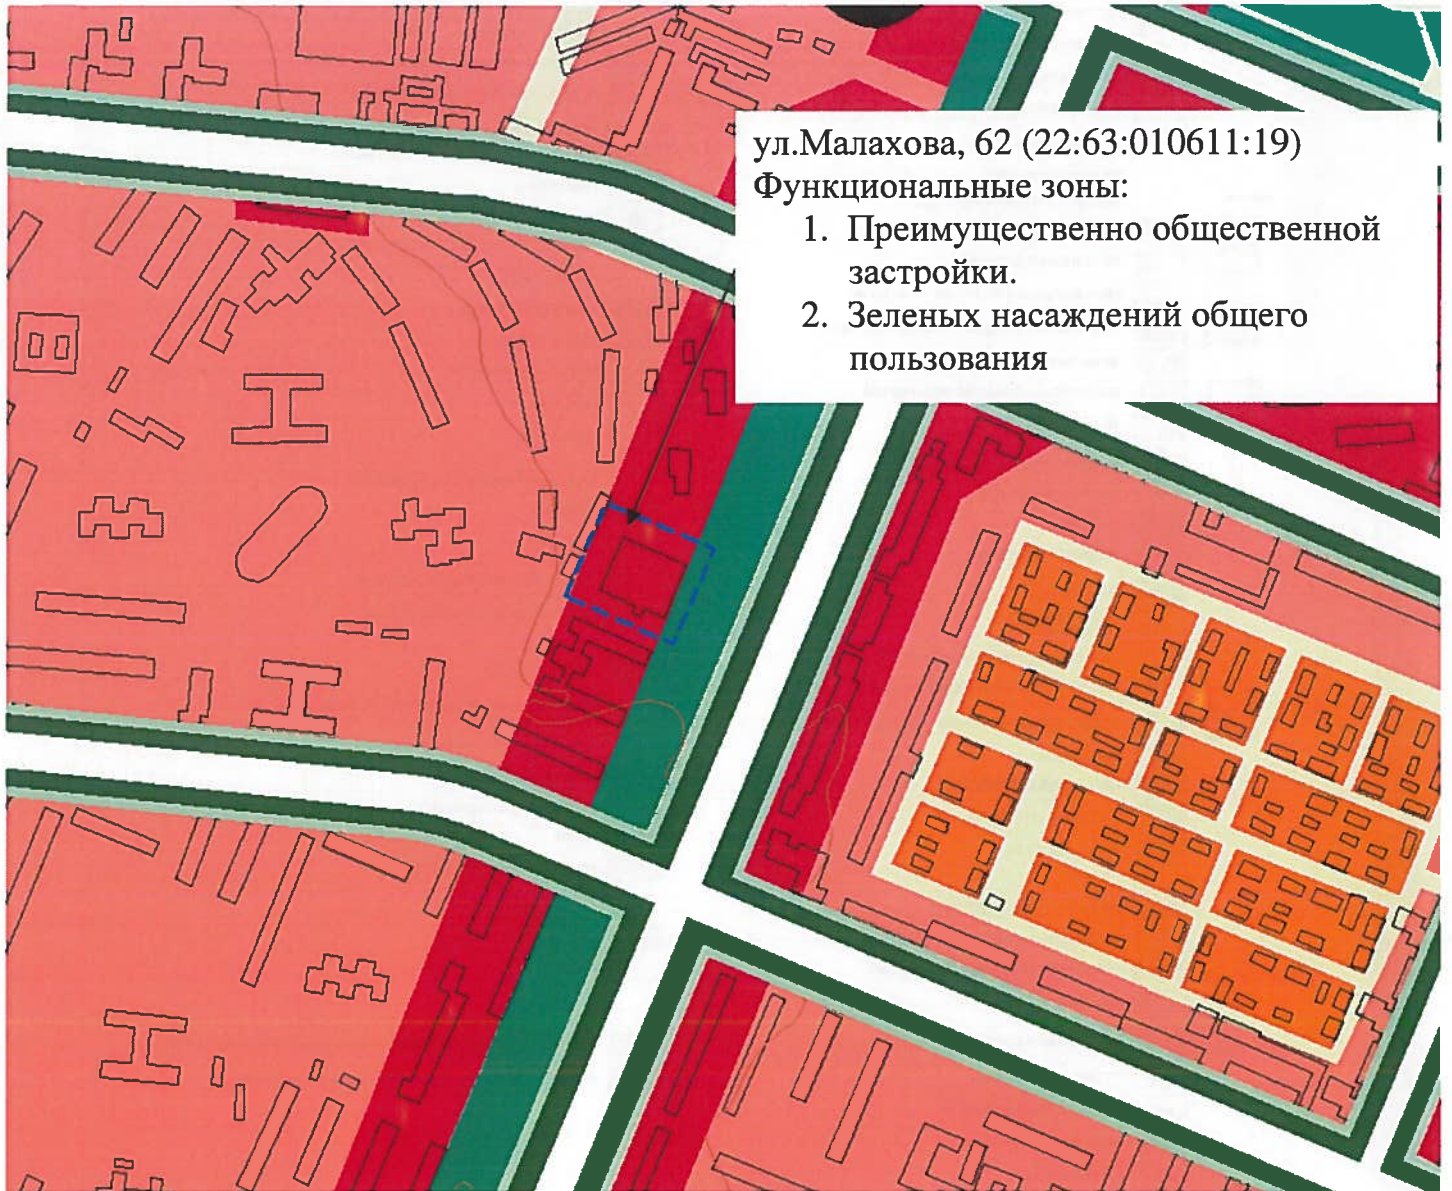 ул.Малахова, 62 (22:63:010611:19)
Функциональные зоны:
1. Преимущественно общественной
застройки.
2. Зеленых насаждений общего
пользования